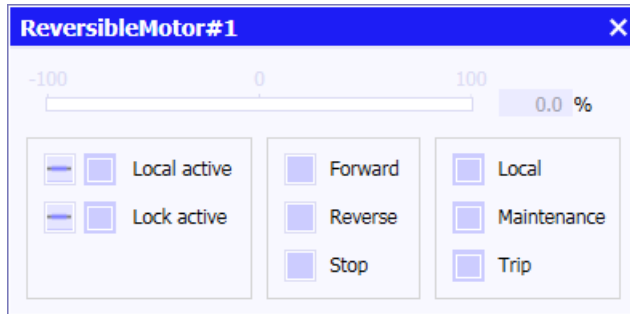 ReversibleMotor#1
-100 0 100
0.0 %
Local active
Lock active
Forward
Reverse
Stop
Local
Maintenance
Trip